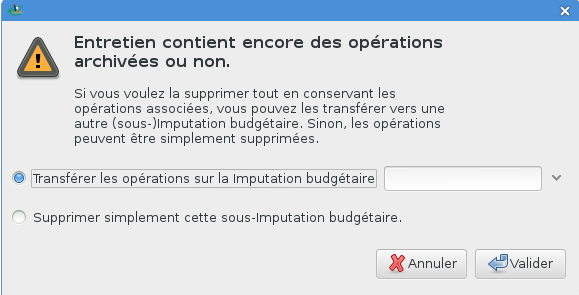 Entretien contient encore des opérations
archivées ou non.
Si vous voulez la supprimer tout en conservant les
opérations associées, vous pouvez les transférer vers une
autre (sous-)Imputation budgétaire. Sinon, les opérations
peuvent être simplement supprimées.
Transférer les opérations sur la Imputation budgétaire
Supprimer simplement cette sous-Imputation budgétaire.
Annuler Valider